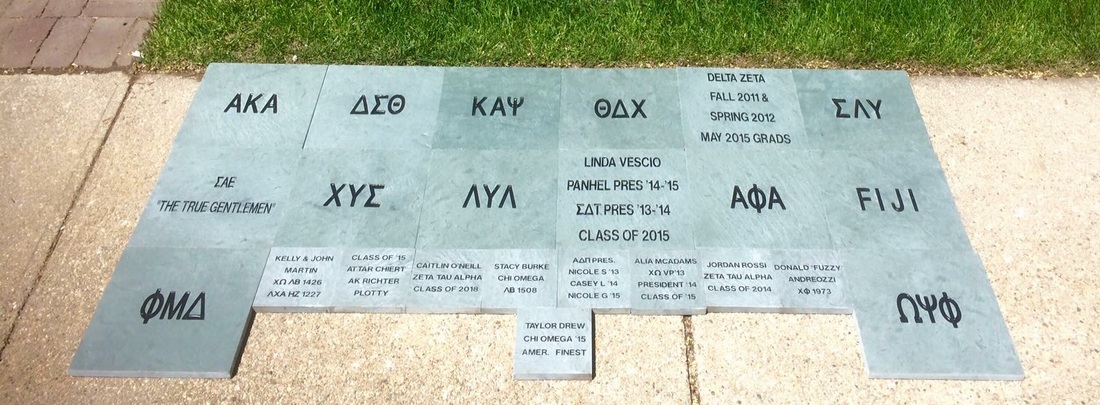 ΑΚΑ
ΔΣΘ
ΚΑΨ
ΘΔΧ
DELTA ZETA
FALL 2011 &
SPRING 2012
MAY 2015 GRADS
ΣΛΥ
ΣΑΕ
"THE TRUE GENTLEMEN"
ΧΥΣ
ΛΥΛ
LINDA VESCIO
PANHEL PRES '14-'15
ΣΔΤ PRES '13-'14
CLASS OF 2015
ΑΦΑ
FIJI
ΦΜΔ
KELLY & JOHN
MARTIN
ΧΩ ΛΒ 1426
ΛΧΑ ΗΖ 1227
CLASS OF '15
ATTAR CHIERT
AK RICHTER
PLOTTY
CAITLIN O'NEILL
ZETA TAU ALPHA
CLASS OF 2018
STACY BURKE
CHI OMEGA
ΛΒ 1508
ΑΔΠ PRES.
NICOLE S '13
CASEY L '14
NICOLE G '15
ALIA MCADAMS
ΧΩ VP'13
PRESIDENT '14
CLASS OF '15
JORDAN ROSSI
ZETA TAU ALPHA
CLASS OF 2014
DONALD "FUZZY"
ANDREOZZI
ΧΦ 1973
ΩΨΦ
TAYLOR DREW
CHI OMEGA '15
AMER. FINEST